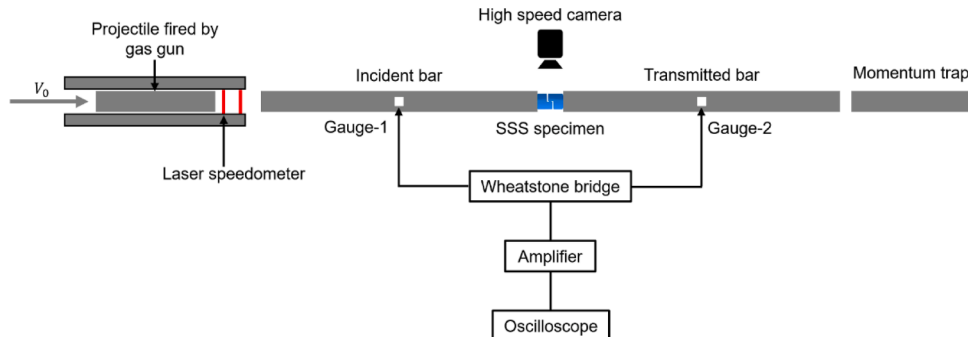 High speed camera
Projectile fired by
gas gun
V₀
Incident bar
Transmitted bar
Momentum trap
Gauge-1
SSS specimen
Gauge-2
Laser speedometer
Wheatstone bridge
Amplifier
Oscilloscope